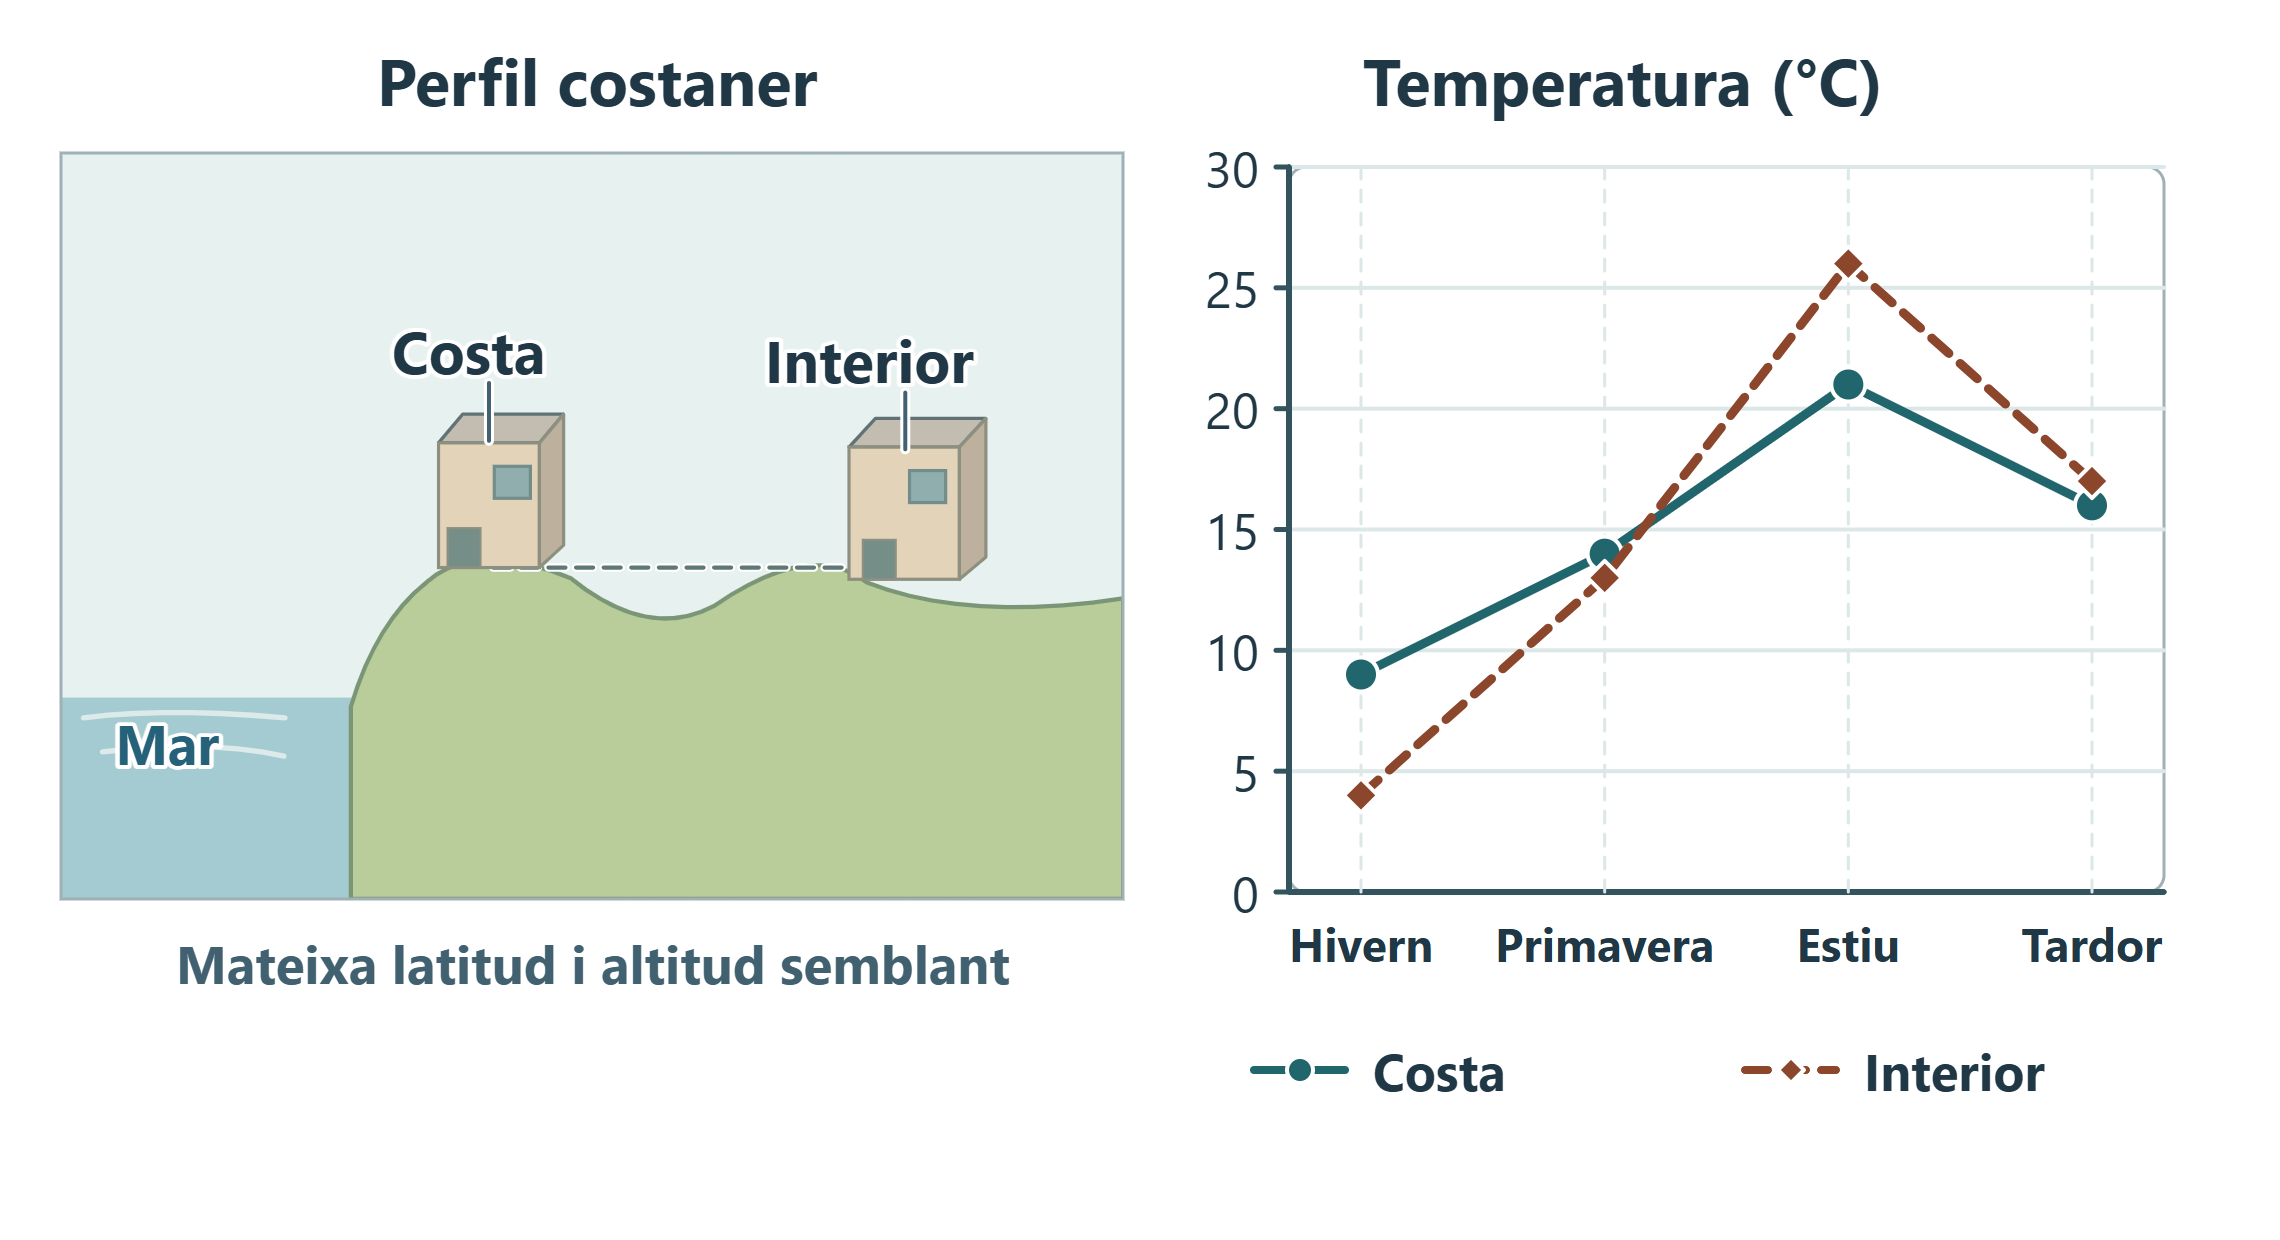 Perfil costaner
Costa
Interior
Mar
Mateixa latitud i altitud semblant
Temperatura (°C)
30
25
20
15
10
5
0
Hivern Primavera Estiu Tardor
Costa Interior